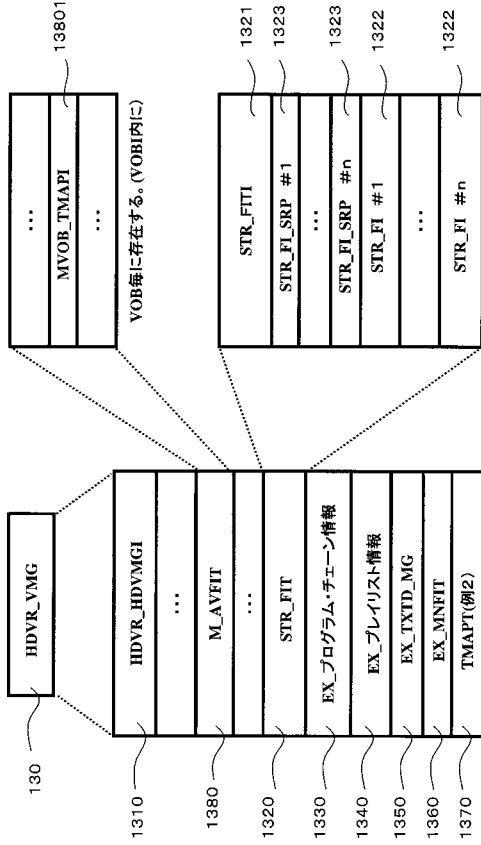 130
HDVR_VMG
1310
HDVR_HDVMGI
...
1380
M_AVFIT
...
1320
STR_FIT
1330
EX_プログラム・チェーン情報
1340
EX_プレイリスト情報
1350
EX_TXTD_MG
1360
EX_MNFIT
1370
TMAPT(例2)
...
MVOB_TMAPI
13801
...
VOB毎に存在する。(VOBI内に)
STR_FITI
1321
STR_FI_SRP #1
1323
...
STR_FI_SRP #n
1323
STR_FI #1
1322
...
STR_FI #n
1322